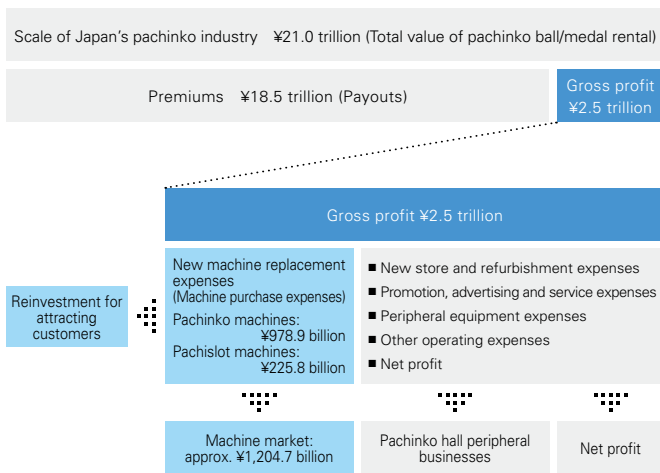 Scale of Japan's pachinko industry ¥21.0 trillion (Total value of pachinko ball/medal rental)
Premiums ¥18.5 trillion (Payouts)
Gross profit
¥2.5 trillion
Gross profit ¥2.5 trillion
New machine replacement
expenses
(Machine purchase expenses)
Pachinko machines:
¥978.9 billion
Pachislot machines:
¥225.8 billion
■ New store and refurbishment expenses
■ Promotion, advertising and service expenses
■ Peripheral equipment expenses
■ Other operating expenses
■ Net profit
Reinvestment for
attracting
customers
Machine market:
approx. ¥1,204.7 billion
Pachinko hall peripheral
businesses
Net profit